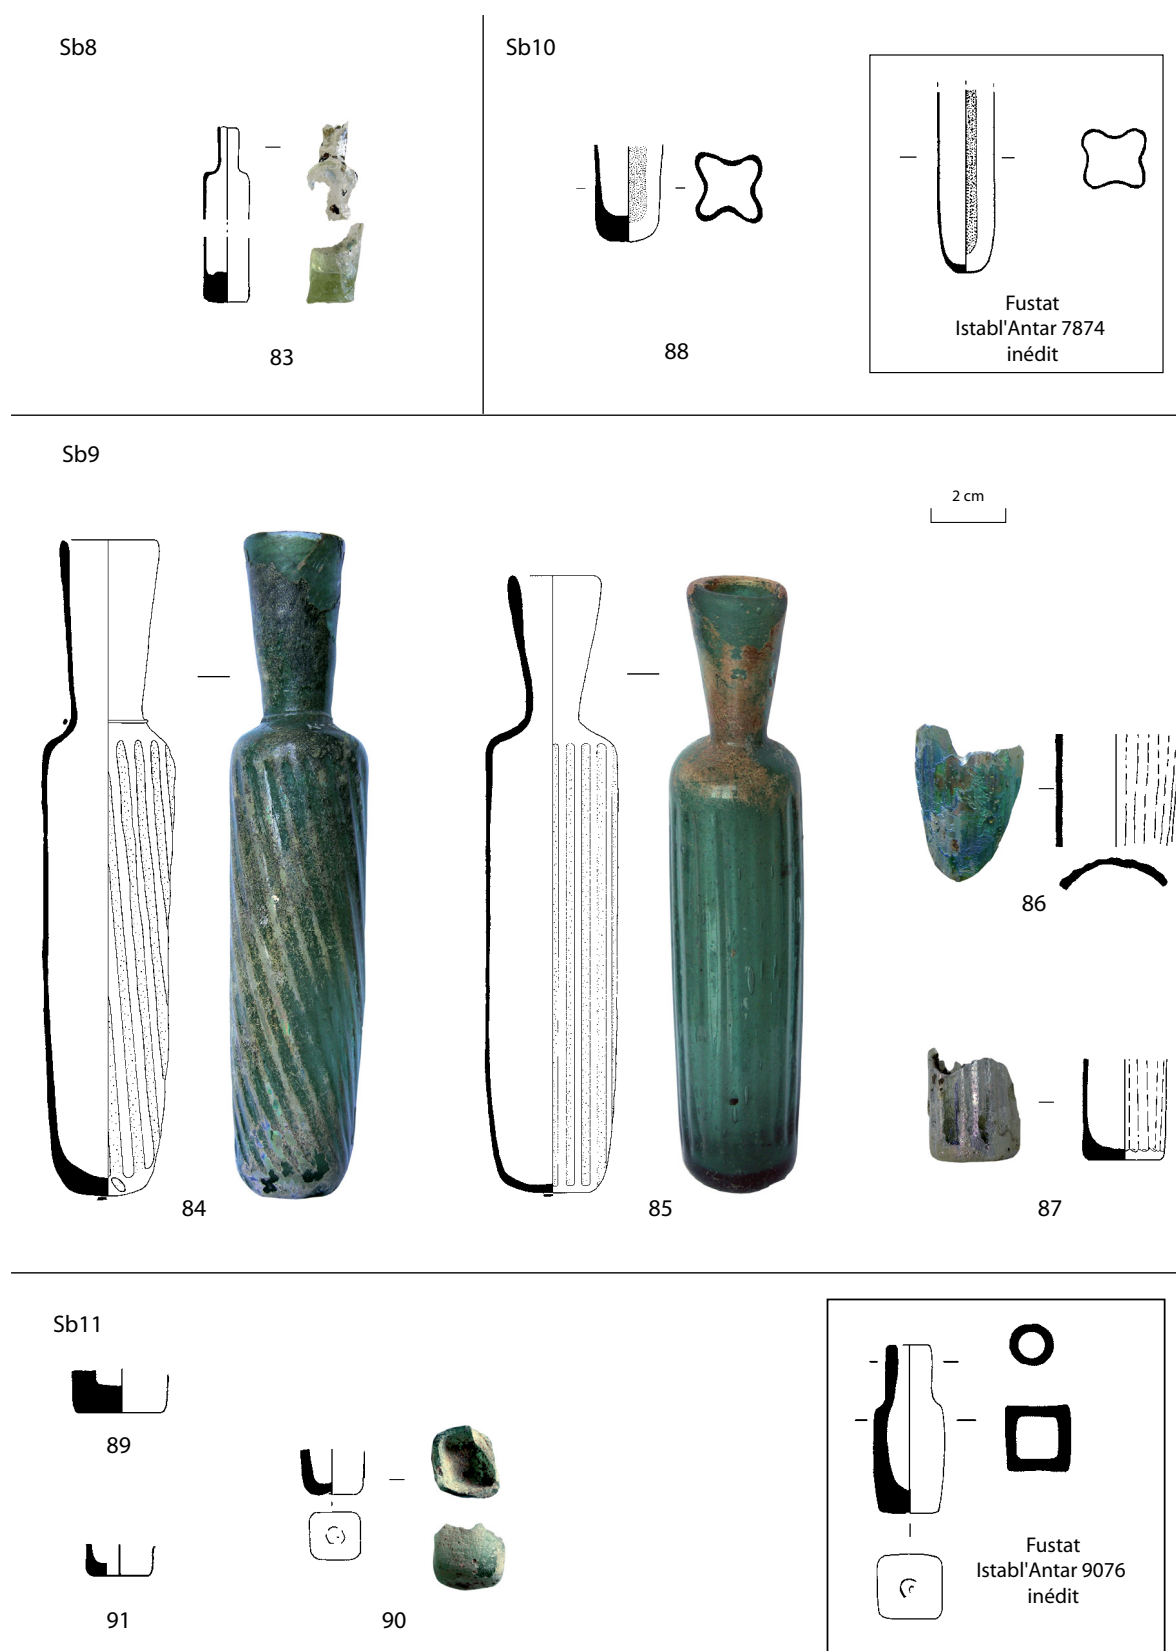 Sb8
83
Sb10
88
Fustat
Istabl'Antar 7874
inédit
Sb9
2 cm
84
85
86
87
Sb11
89
91
90
Fustat
Istabl'Antar 9076
inédit